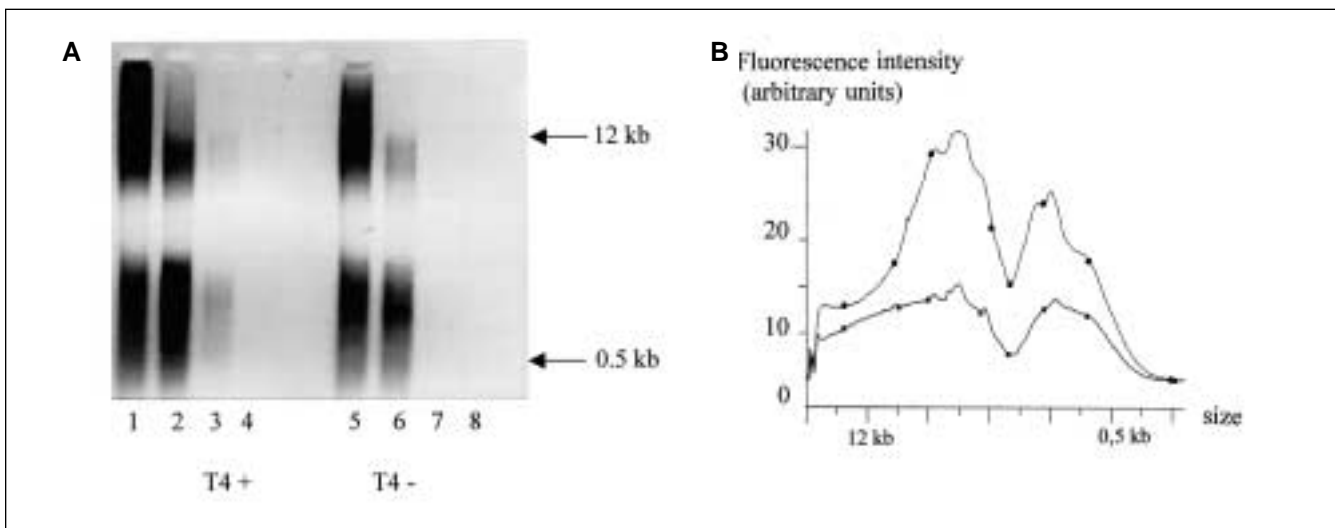 A
12 kb
0.5 kb
1 2 3 4 5 6 7 8
T4 + T4 -
B
Fluorescence intensity
(arbitrary units)
30
20
10
0
12 kb 0,5 kb
size